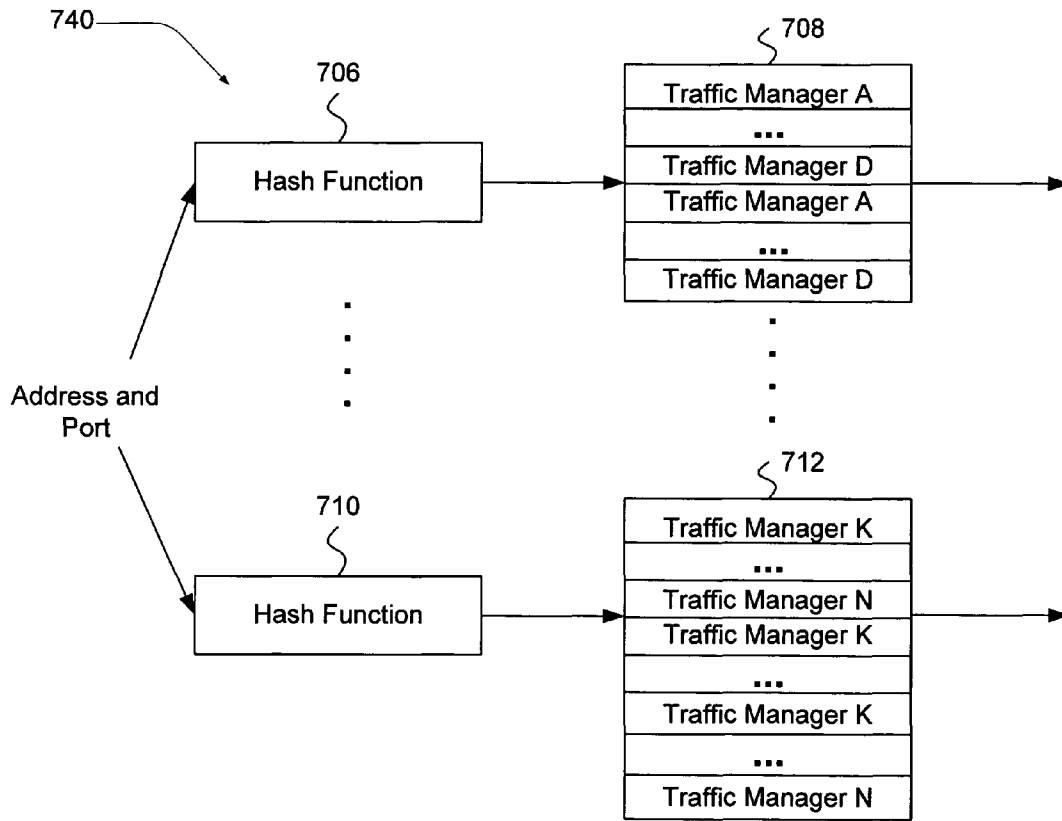 740
706
708
Hash Function
Traffic Manager A
...
Traffic Manager D
Traffic Manager A
...
Traffic Manager D
Address and
Port
710
712
Hash Function
Traffic Manager K
...
Traffic Manager N
Traffic Manager K
...
Traffic Manager K
...
Traffic Manager N